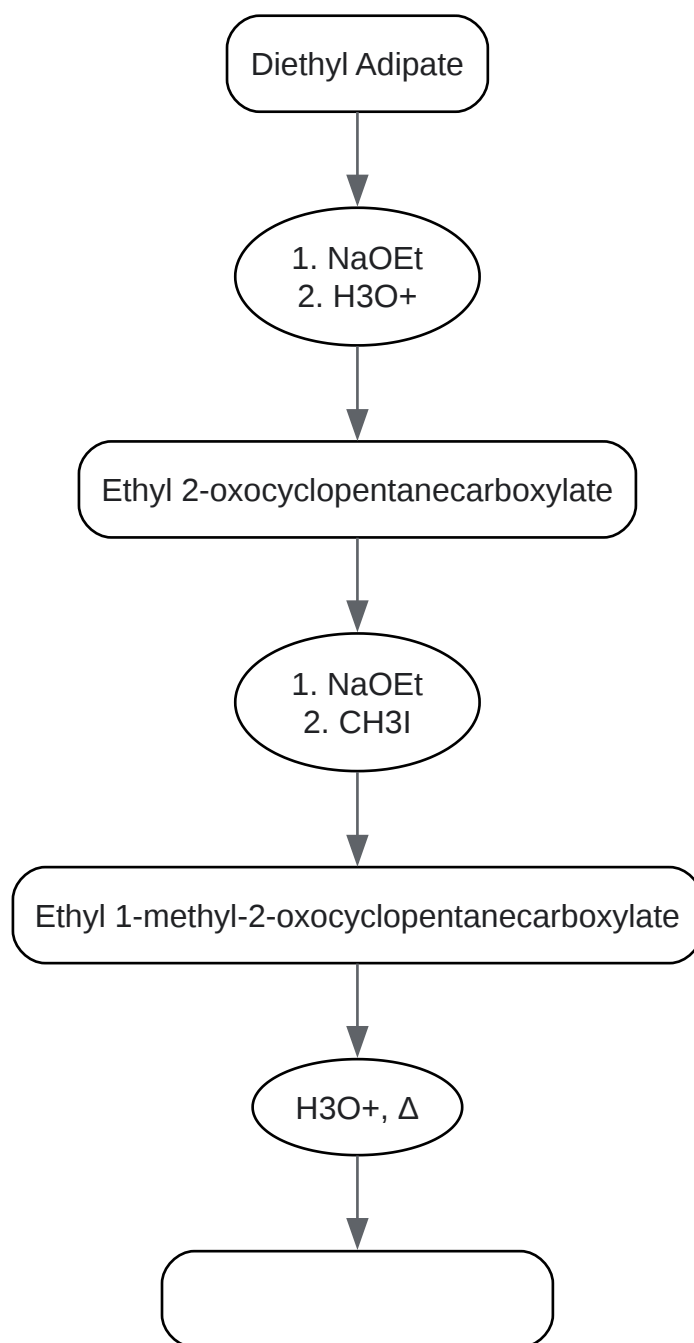 Diethyl Adipate
1. NaOEt
2. H3O+
Ethyl 2-oxocyclopentanecarboxylate
1. NaOEt
2. CH3I
Ethyl 1-methyl-2-oxocyclopentanecarboxylate
H3O+, Δ